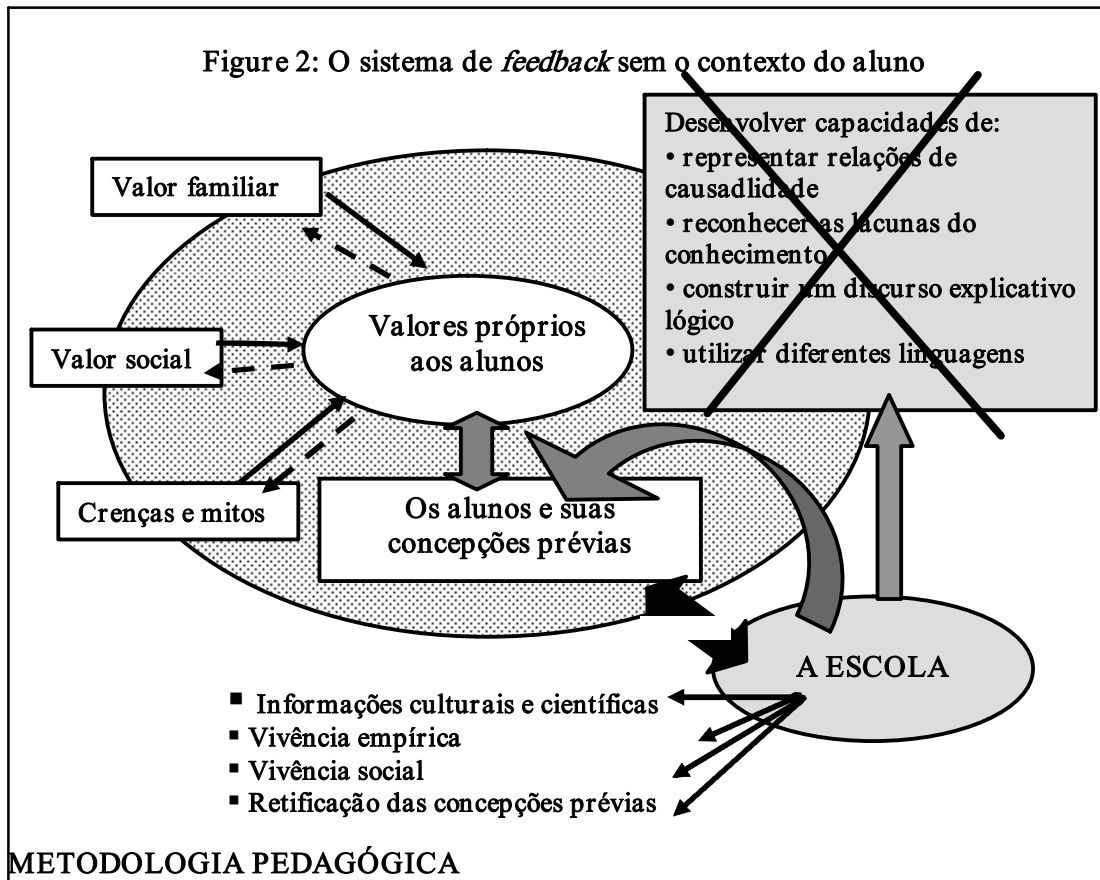 Figure 2: O sistema de feedback sem o contexto do aluno
Desenvolver capacidades de:
• representar relações de
causadlidade
• reconhecer as lacunas do
conhecimento
• construir um discurso explicativo
lógico
• utilizar diferentes linguagens
Valor familiar
Valores próprios
aos alunos
Valor social
Crenças e mitos
Os alunos e suas
concepções prévias
A ESCOLA
▪ Informações culturais e científicas
▪ Vivência empírica
▪ Vivência social
▪ Retificação das concepções prévias
METODOLOGIA PEDAGÓGICA